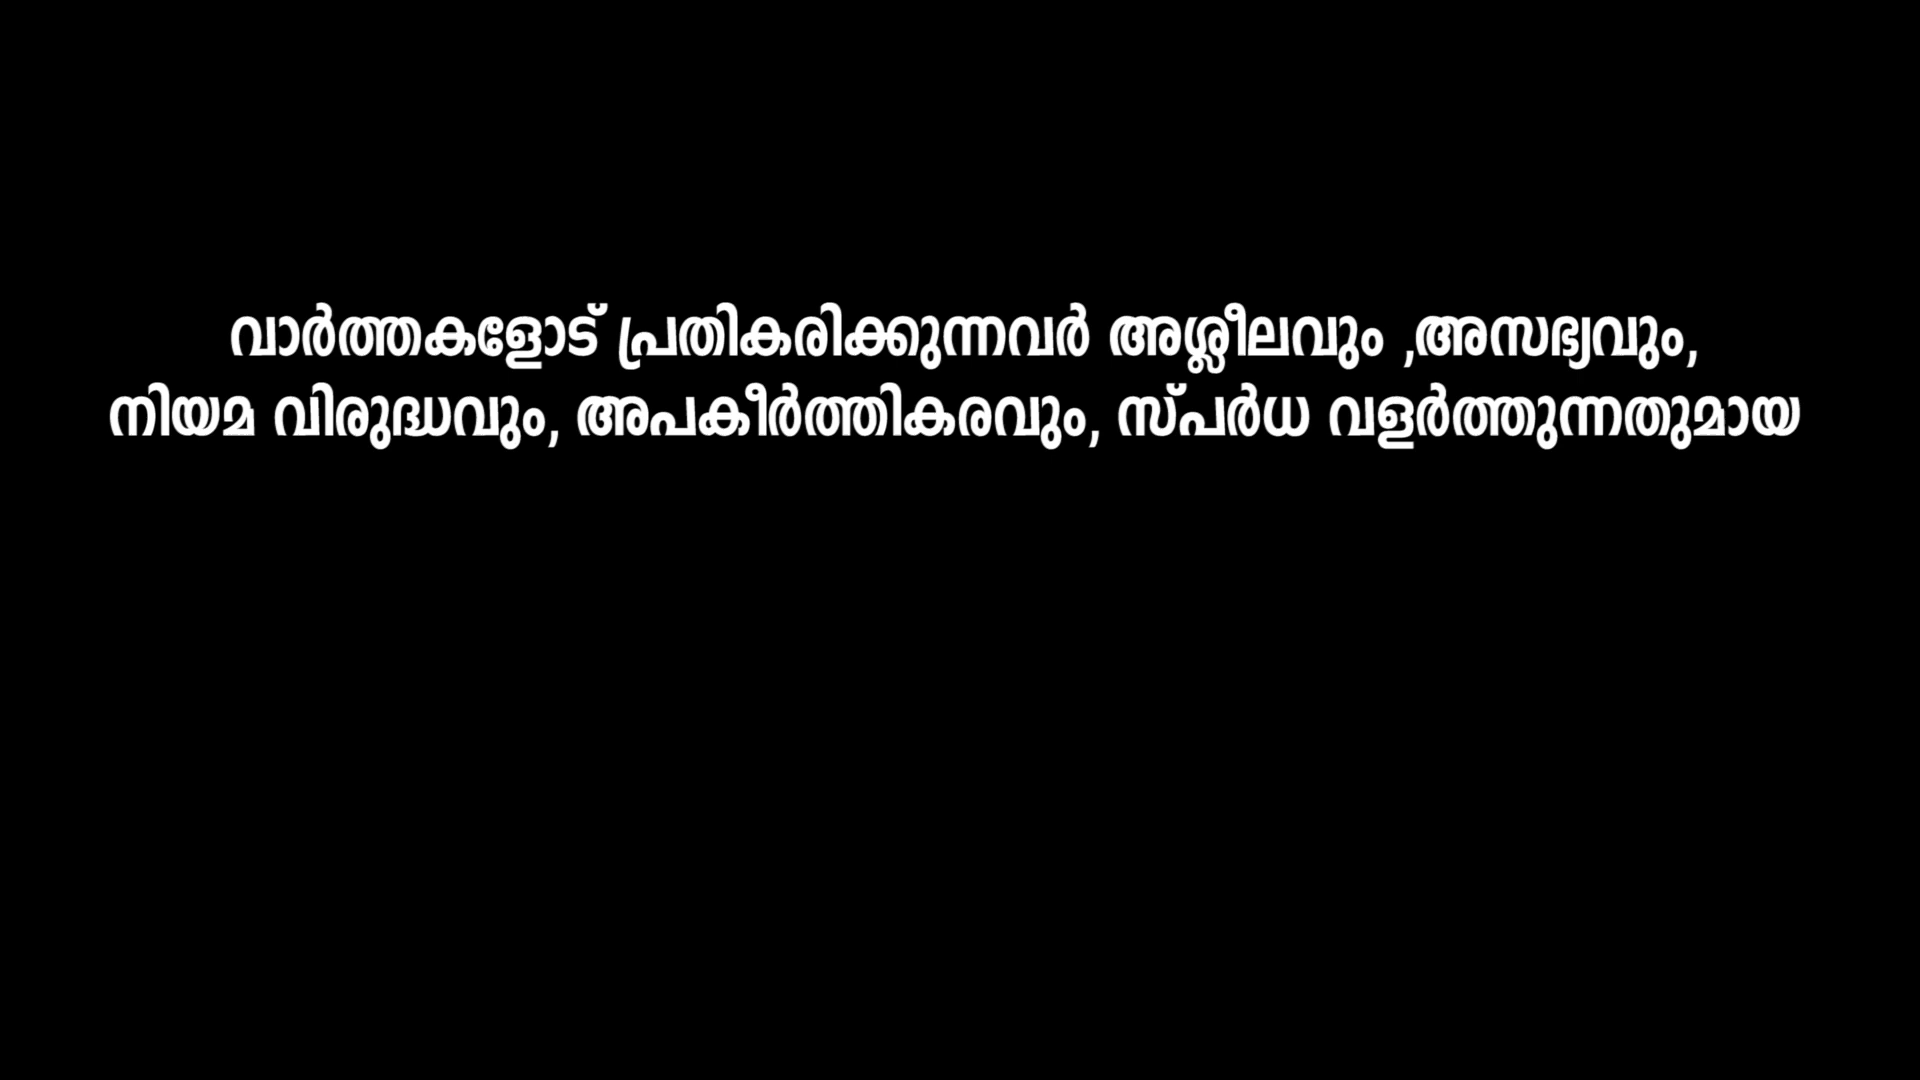 വാർത്തകളോട് പ്രതികരിക്കുന്നവർ അശ്ലീലവും ,അസഭ്യവും,
നിയമ വിരുദ്ധവും, അപകീർത്തികരവും, സ്പർധ വളർത്തുന്നതുമായ